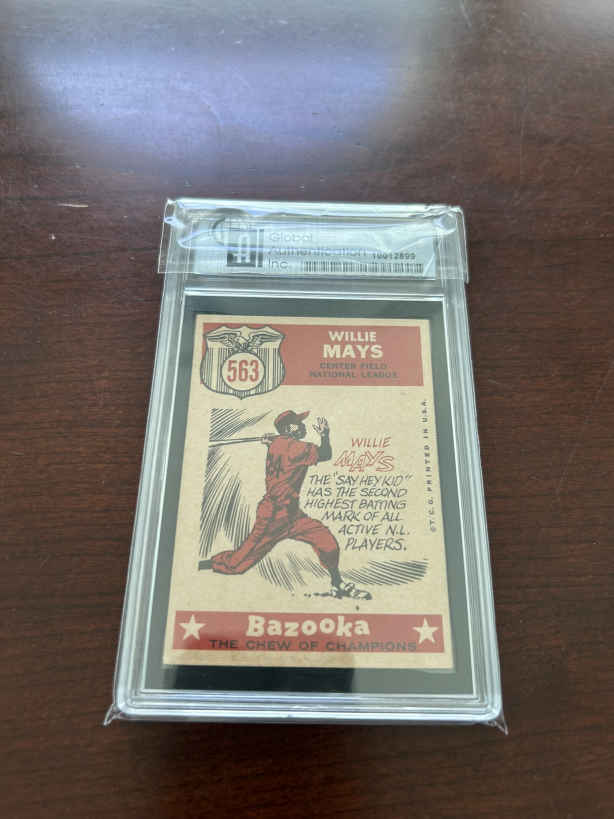 Global
Authentication
Inc.
10012899
563
WILLIE
MAYS
CENTER FIELD
NATIONAL LEAGUE
WILLIE
MAYS
THE "SAY HEY KID"
HAS THE SECOND
HIGHEST BATTING
MARK OF ALL
ACTIVE N.L.
PLAYERS.
©T.C.G. PRINTED IN U.S.A.
Bazooka
THE CHEW OF CHAMPIONS